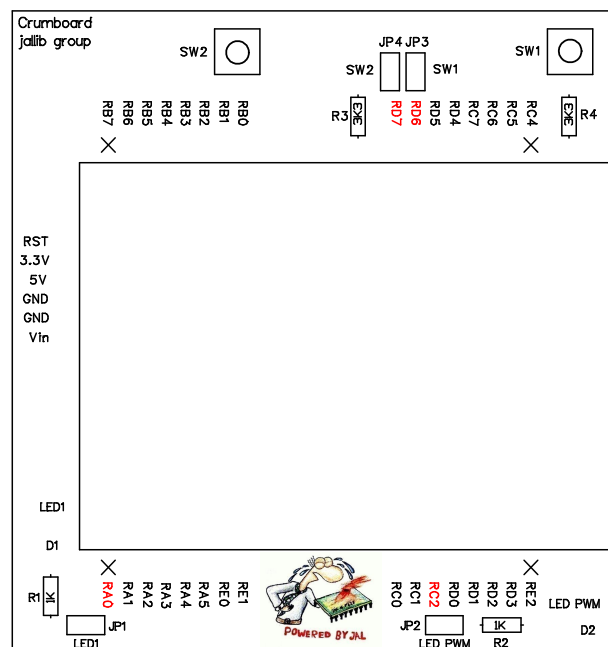 Crumboard
jallib group
SW2
JP4 JP3
SW2 SW1
SW1
R3
3K3
R4
3K3
RB7 RB6 RB5 RB4 RB3 RB2 RB1 RB0
RD7 RD6 RD5 RD4 RC7 RC6 RC5 RC4
RST
3.3V
5V
GND
GND
Vin
LED1
D1
R1
1K
RA0 RA1 RA2 RA3 RA4 RA5 RE0 RE1
RC0 RC1 RC2 RD0 RD1 RD2 RD3 RE2
LED PWM
D2
JP1
LED1
POWERED BY JAL
JP2
LED PWM
1K
R2